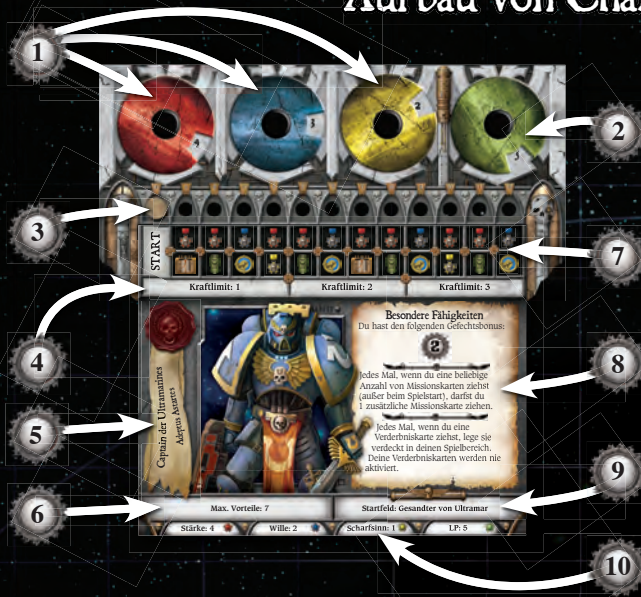 Aufbau von Cha
1
2
4
3
2
3
3
START
7
Kraftlimit: 1
Kraftlimit: 2
Kraftlimit: 3
4
Besondere Fähigkeiten
Du hast den folgenden Gefechtsbonus:
2
8
Jedes Mal, wenn du eine beliebige
Anzahl von Missionskarten ziehst
(außer beim Spielstart), darfst du
1 zusätzliche Missionskarte ziehen.
5
Captain der Ultramarines
Adeptus Astartes
Jedes Mal, wenn du eine
Verderbniskarte ziehst, lege sie
verdeckt in deinen Spielbereich.
Deine Verderbniskarten werden nie
aktiviert.
9
6
Max. Vorteile: 7
Startfeld: Gesandter von Ultramar
Stärke: 4
Wille: 2
Scharfsinn: 1
LP: 5
10